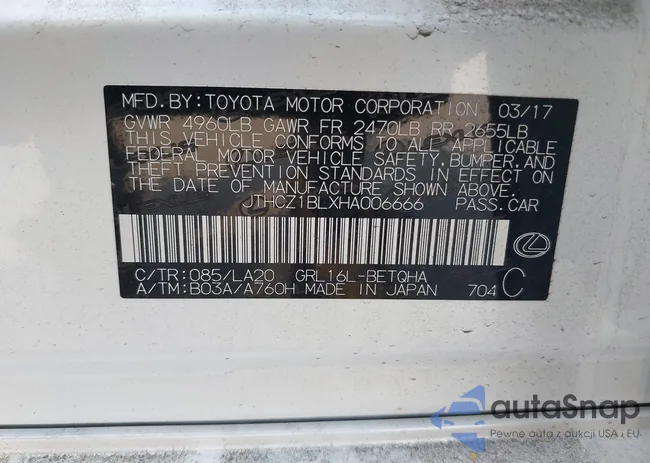 MFD. BY: TOYOTA MOTOR CORPORATION 03/17
GVWR 4960LB GAWR FR 2470LB RR 2655LB
THIS VEHICLE CONFORMS TO ALL APPLICABLE
FEDERAL MOTOR VEHICLE SAFETY, BUMPER, AND
THEFT PREVENTION STANDARDS IN EFFECT ON
THE DATE OF MANUFACTURE SHOWN ABOVE.
JTHCZ1BLXHA006666 PASS.CAR
C/TR: 085/LA20 GRL16L-BETQHA
A/TM: B03A/A760H MADE IN JAPAN 704 C
autoSnap
Pewne auta z aukcji USA i EU